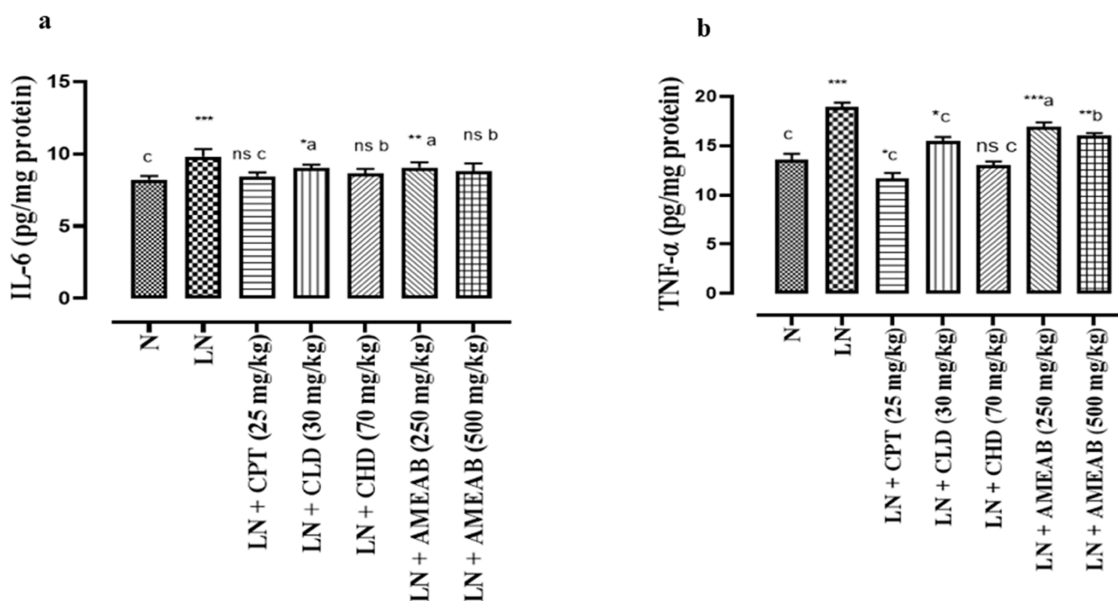 a
IL-6 (pg/mg protein)
15
10
5
0
c
***
ns c
*a
ns b
** a
ns b
N
LN
LN + CPT (25 mg/kg)
LN + CLD (30 mg/kg)
LN + CHD (70 mg/kg)
LN + AMEAB (250 mg/kg)
LN + AMEAB (500 mg/kg)
b
TNF-α (pg/mg protein)
20
15
10
5
0
c
***
*c
*c
ns c
***a
**b
N
LN
LN + CPT (25 mg/kg)
LN + CLD (30 mg/kg)
LN + CHD (70 mg/kg)
LN + AMEAB (250 mg/kg)
LN + AMEAB (500 mg/kg)